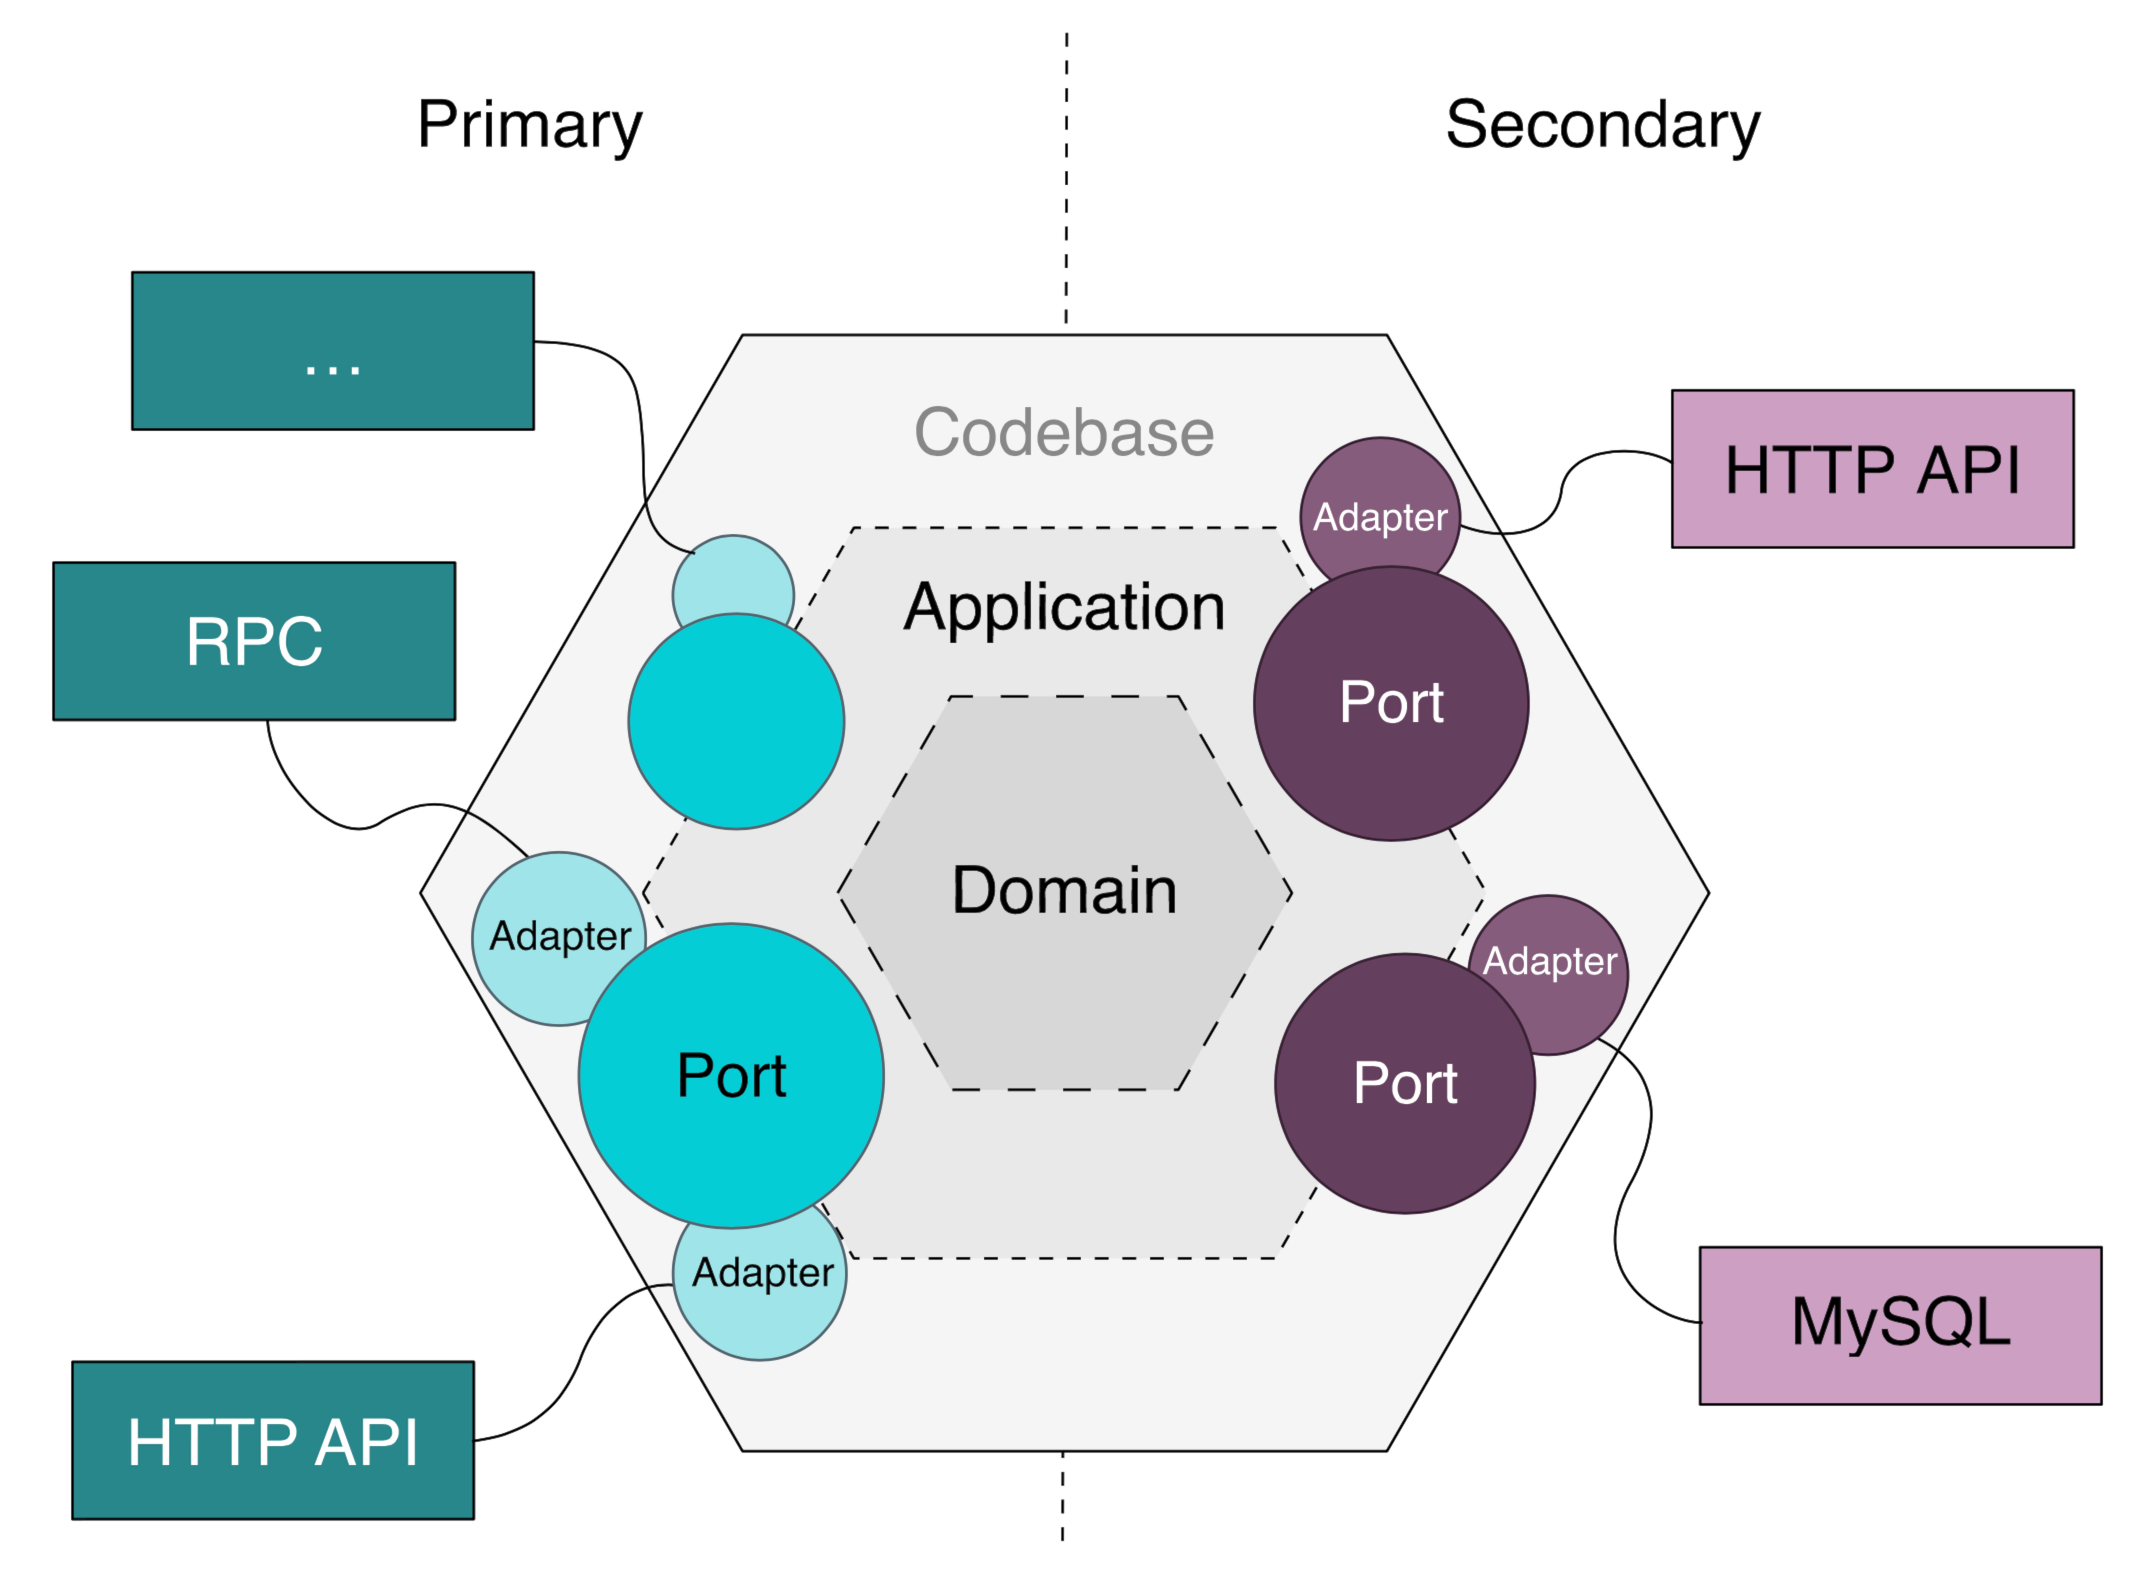 Primary
Secondary
...
Codebase
HTTP API
Adapter
Application
RPC
Port
Domain
Adapter
Adapter
Port
Port
Adapter
MySQL
HTTP API